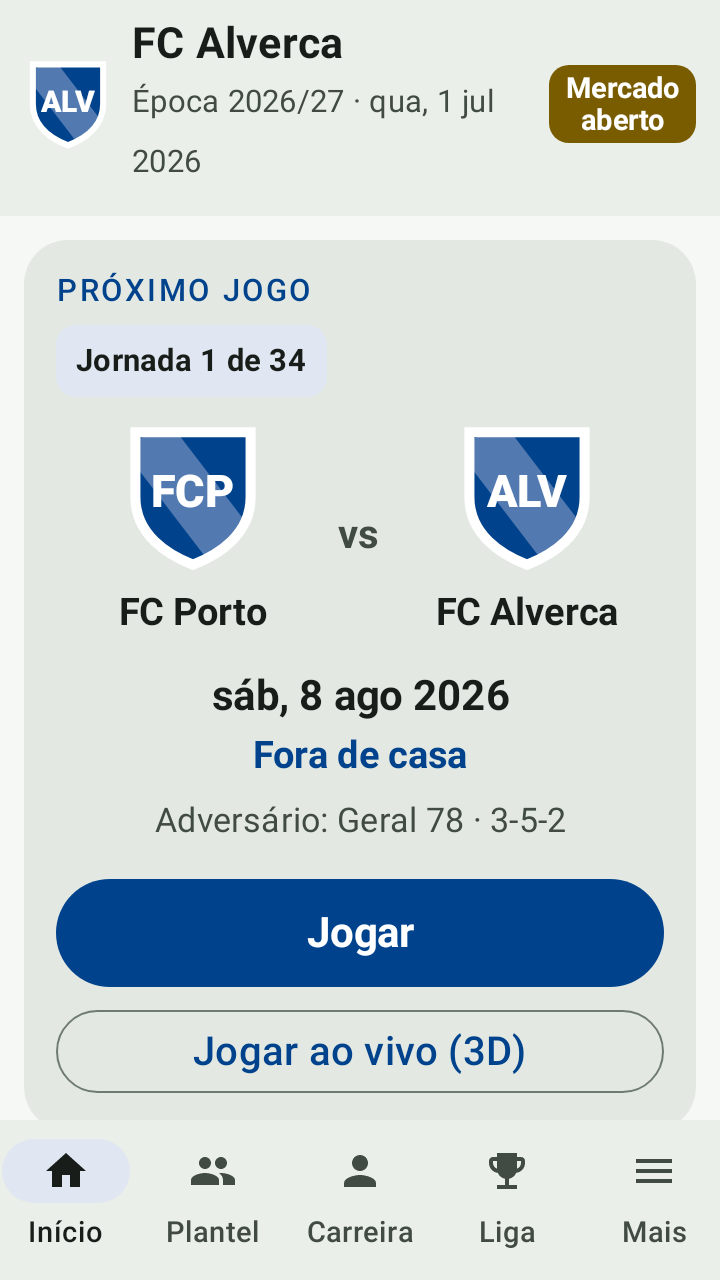 FC Alverca
ALV
Época 2026/27 · qua, 1 jul
2026
Mercado
aberto
PRÓXIMO JOGO
Jornada 1 de 34
FCP
ALV
vs
FC Porto
FC Alverca
sáb, 8 ago 2026
Fora de casa
Adversário: Geral 78 · 3-5-2
Jogar
Jogar ao vivo (3D)
Início
Plantel
Carreira
Liga
Mais